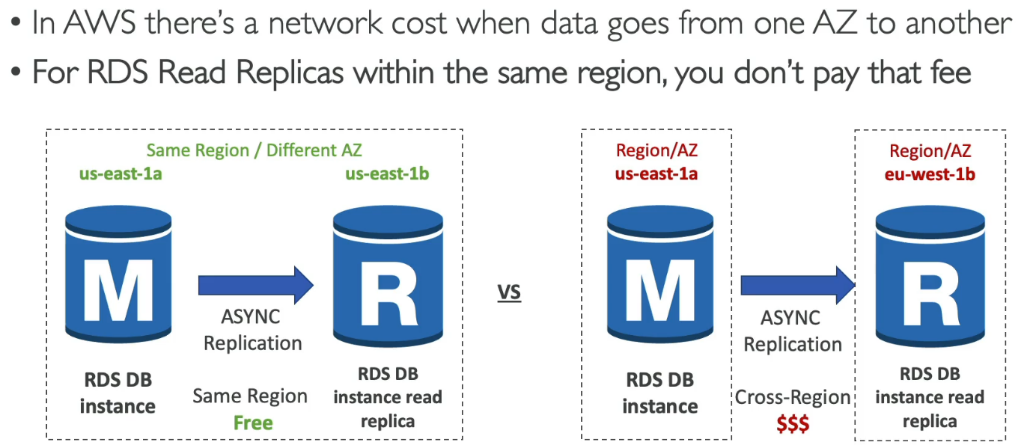 • In AWS there's a network cost when data goes from one AZ to another
• For RDS Read Replicas within the same region, you don't pay that fee
Same Region / Different AZ
us-east-1a
us-east-1b
M
R
ASYNC
Replication
RDS DB
instance
Same Region
Free
RDS DB
instance read
replica
VS
Region/AZ
us-east-1a
Region/AZ
eu-west-1b
M
R
ASYNC
Replication
RDS DB
instance
Cross-Region
$$$
RDS DB
instance read
replica